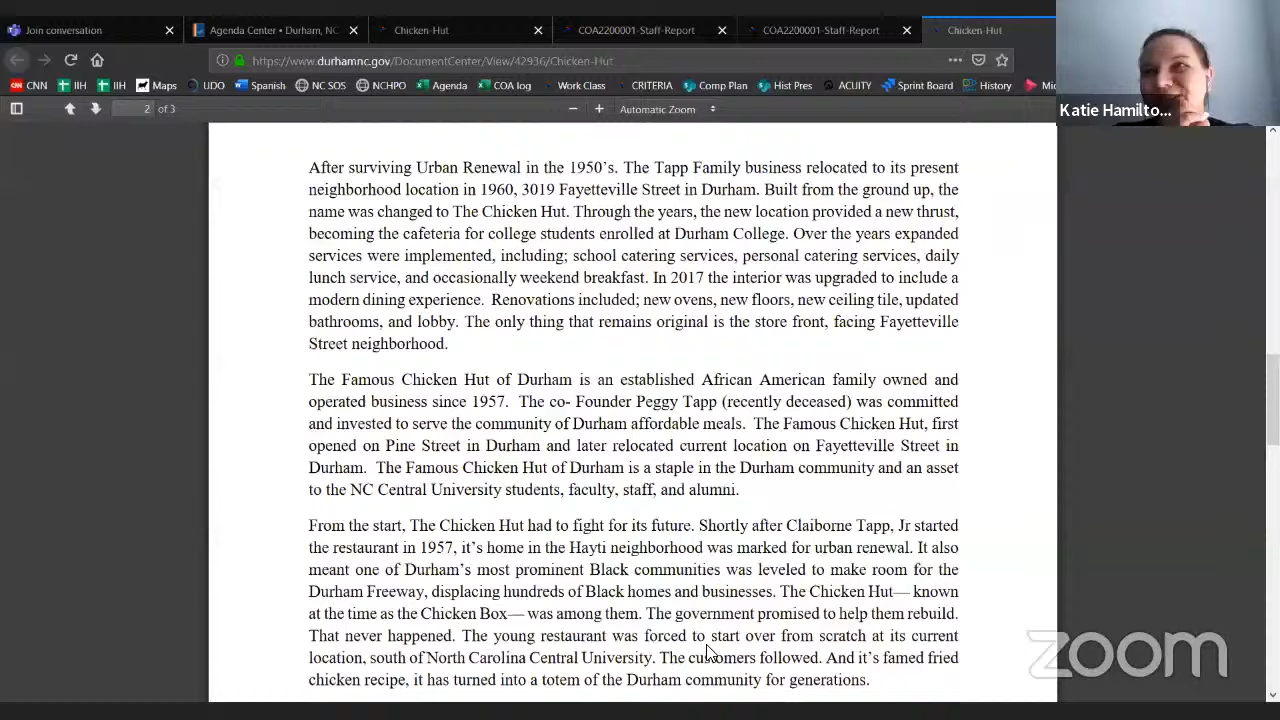 Join conversation
Agenda Center • Durham, NC
Chicken-Hut
COA2200001-Staff-Report
COA2200001-Staff-Report
Chicken-Hut
https://www.durhamnc.gov/DocumentCenter/View/42936/Chicken-Hut
CNN IIH IIH Maps UDO Spanish NC SOS NCHPO Agenda COA log Work Class CRITERIA Comp Plan Hist Pres ACUITY Sprint Board History
Katie Hamilto...
2 of 3
Automatic Zoom
After surviving Urban Renewal in the 1950's. The Tapp Family business relocated to its present
neighborhood location in 1960, 3019 Fayetteville Street in Durham. Built from the ground up, the
name was changed to The Chicken Hut. Through the years, the new location provided a new thrust,
becoming the cafeteria for college students enrolled at Durham College. Over the years expanded
services were implemented, including; school catering services, personal catering services, daily
lunch service, and occasionally weekend breakfast. In 2017 the interior was upgraded to include a
modern dining experience. Renovations included; new ovens, new floors, new ceiling tile, updated
bathrooms, and lobby. The only thing that remains original is the store front, facing Fayetteville
Street neighborhood.
The Famous Chicken Hut of Durham is an established African American family owned and
operated business since 1957. The co- Founder Peggy Tapp (recently deceased) was committed
and invested to serve the community of Durham affordable meals. The Famous Chicken Hut, first
opened on Pine Street in Durham and later relocated current location on Fayetteville Street in
Durham. The Famous Chicken Hut of Durham is a staple in the Durham community and an asset
to the NC Central University students, faculty, staff, and alumni.
From the start, The Chicken Hut had to fight for its future. Shortly after Claiborne Tapp, Jr started
the restaurant in 1957, it's home in the Hayti neighborhood was marked for urban renewal. It also
meant one of Durham's most prominent Black communities was leveled to make room for the
Durham Freeway, displacing hundreds of Black homes and businesses. The Chicken Hut— known
at the time as the Chicken Box— was among them. The government promised to help them rebuild.
That never happened. The young restaurant was forced to start over from scratch at its current
location, south of North Carolina Central University. The customers followed. And it's famed fried
chicken recipe, it has turned into a totem of the Durham community for generations.
zoom